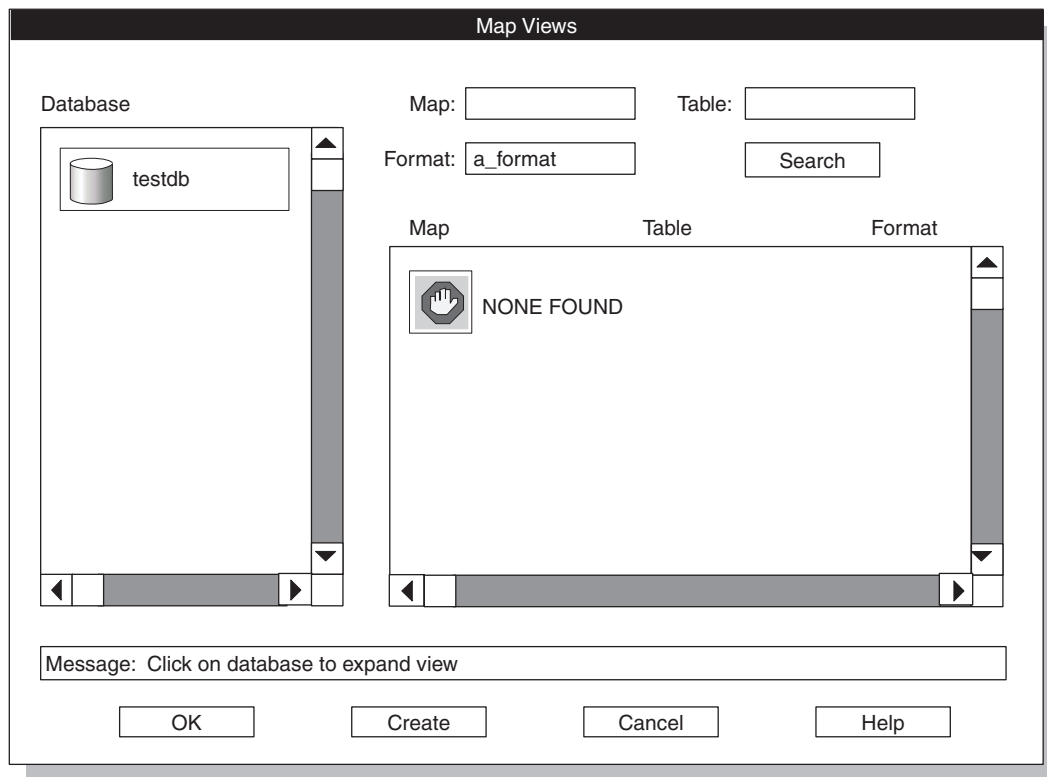 Map Views
Database
Map:
Table:
testdb
Format: a_format
Search
Map Table Format
NONE FOUND
Message: Click on database to expand view
OK Create Cancel Help